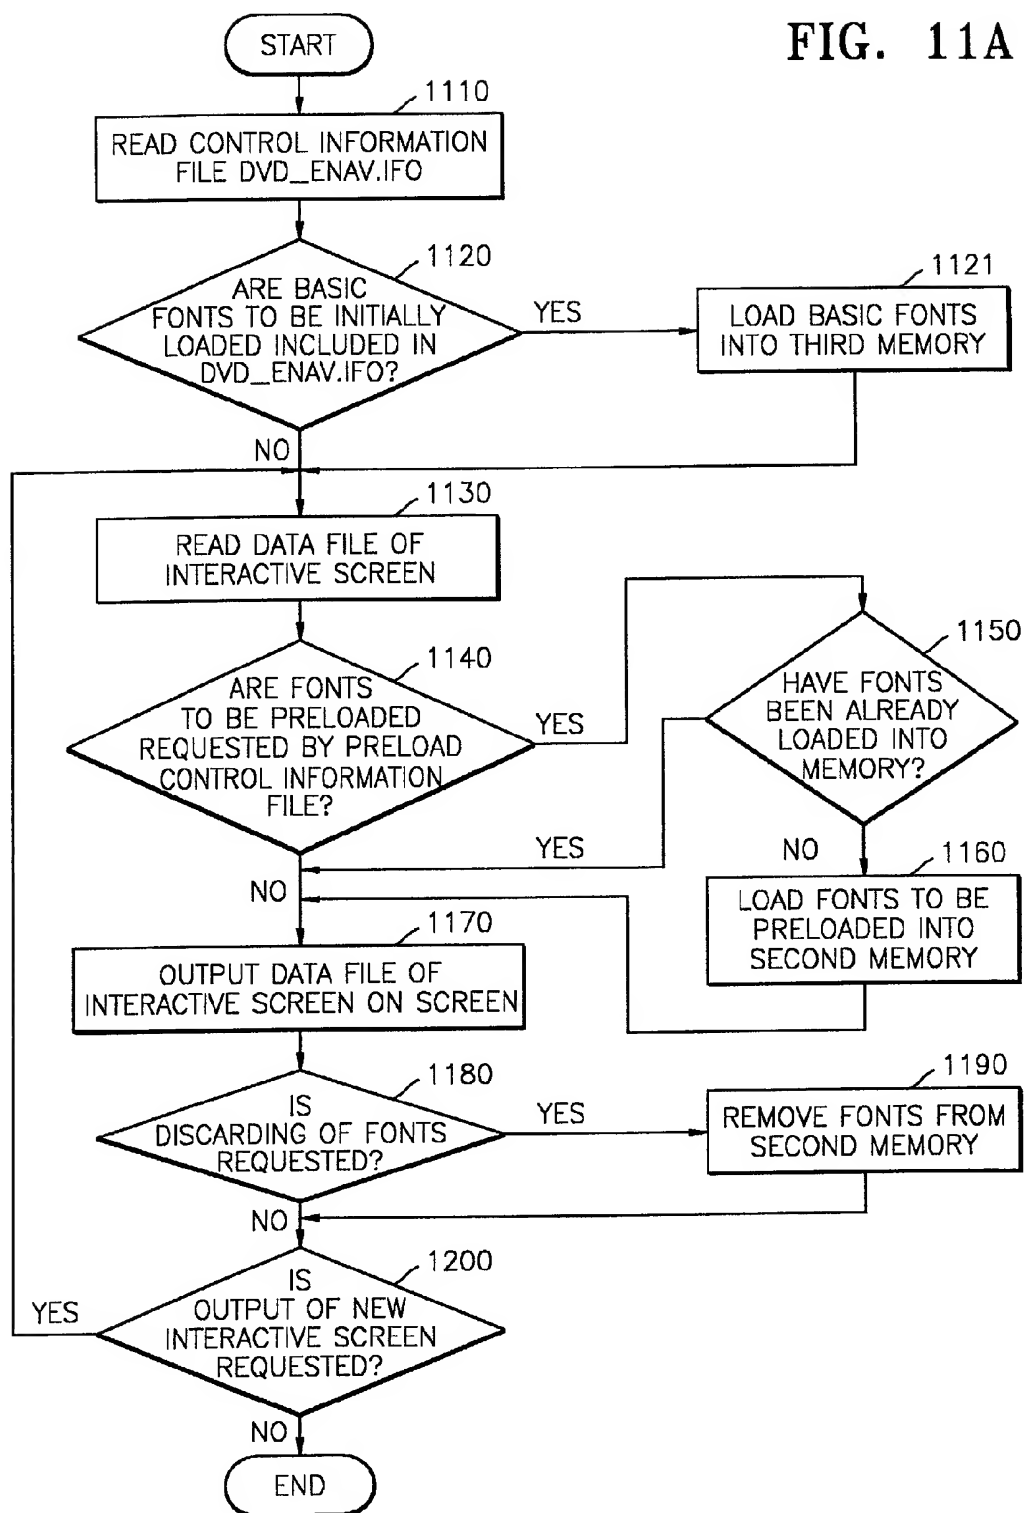 FIG. 11A
START
1110
READ CONTROL INFORMATION
FILE DVD_ENAV.IFO
1120
ARE BASIC
FONTS TO BE INITIALLY
LOADED INCLUDED IN
DVD_ENAV.IFO?
YES
1121
LOAD BASIC FONTS
INTO THIRD MEMORY
NO
1130
READ DATA FILE OF
INTERACTIVE SCREEN
1140
ARE FONTS
TO BE PRELOADED
REQUESTED BY PRELOAD
CONTROL INFORMATION
FILE?
YES
1150
HAVE FONTS
BEEN ALREADY
LOADED INTO
MEMORY?
YES
NO
1160
LOAD FONTS TO BE
PRELOADED INTO
SECOND MEMORY
NO
1170
OUTPUT DATA FILE OF
INTERACTIVE SCREEN ON SCREEN
1180
IS
DISCARDING OF FONTS
REQUESTED?
YES
1190
REMOVE FONTS FROM
SECOND MEMORY
NO
1200
IS
OUTPUT OF NEW
INTERACTIVE SCREEN
REQUESTED?
YES
NO
END